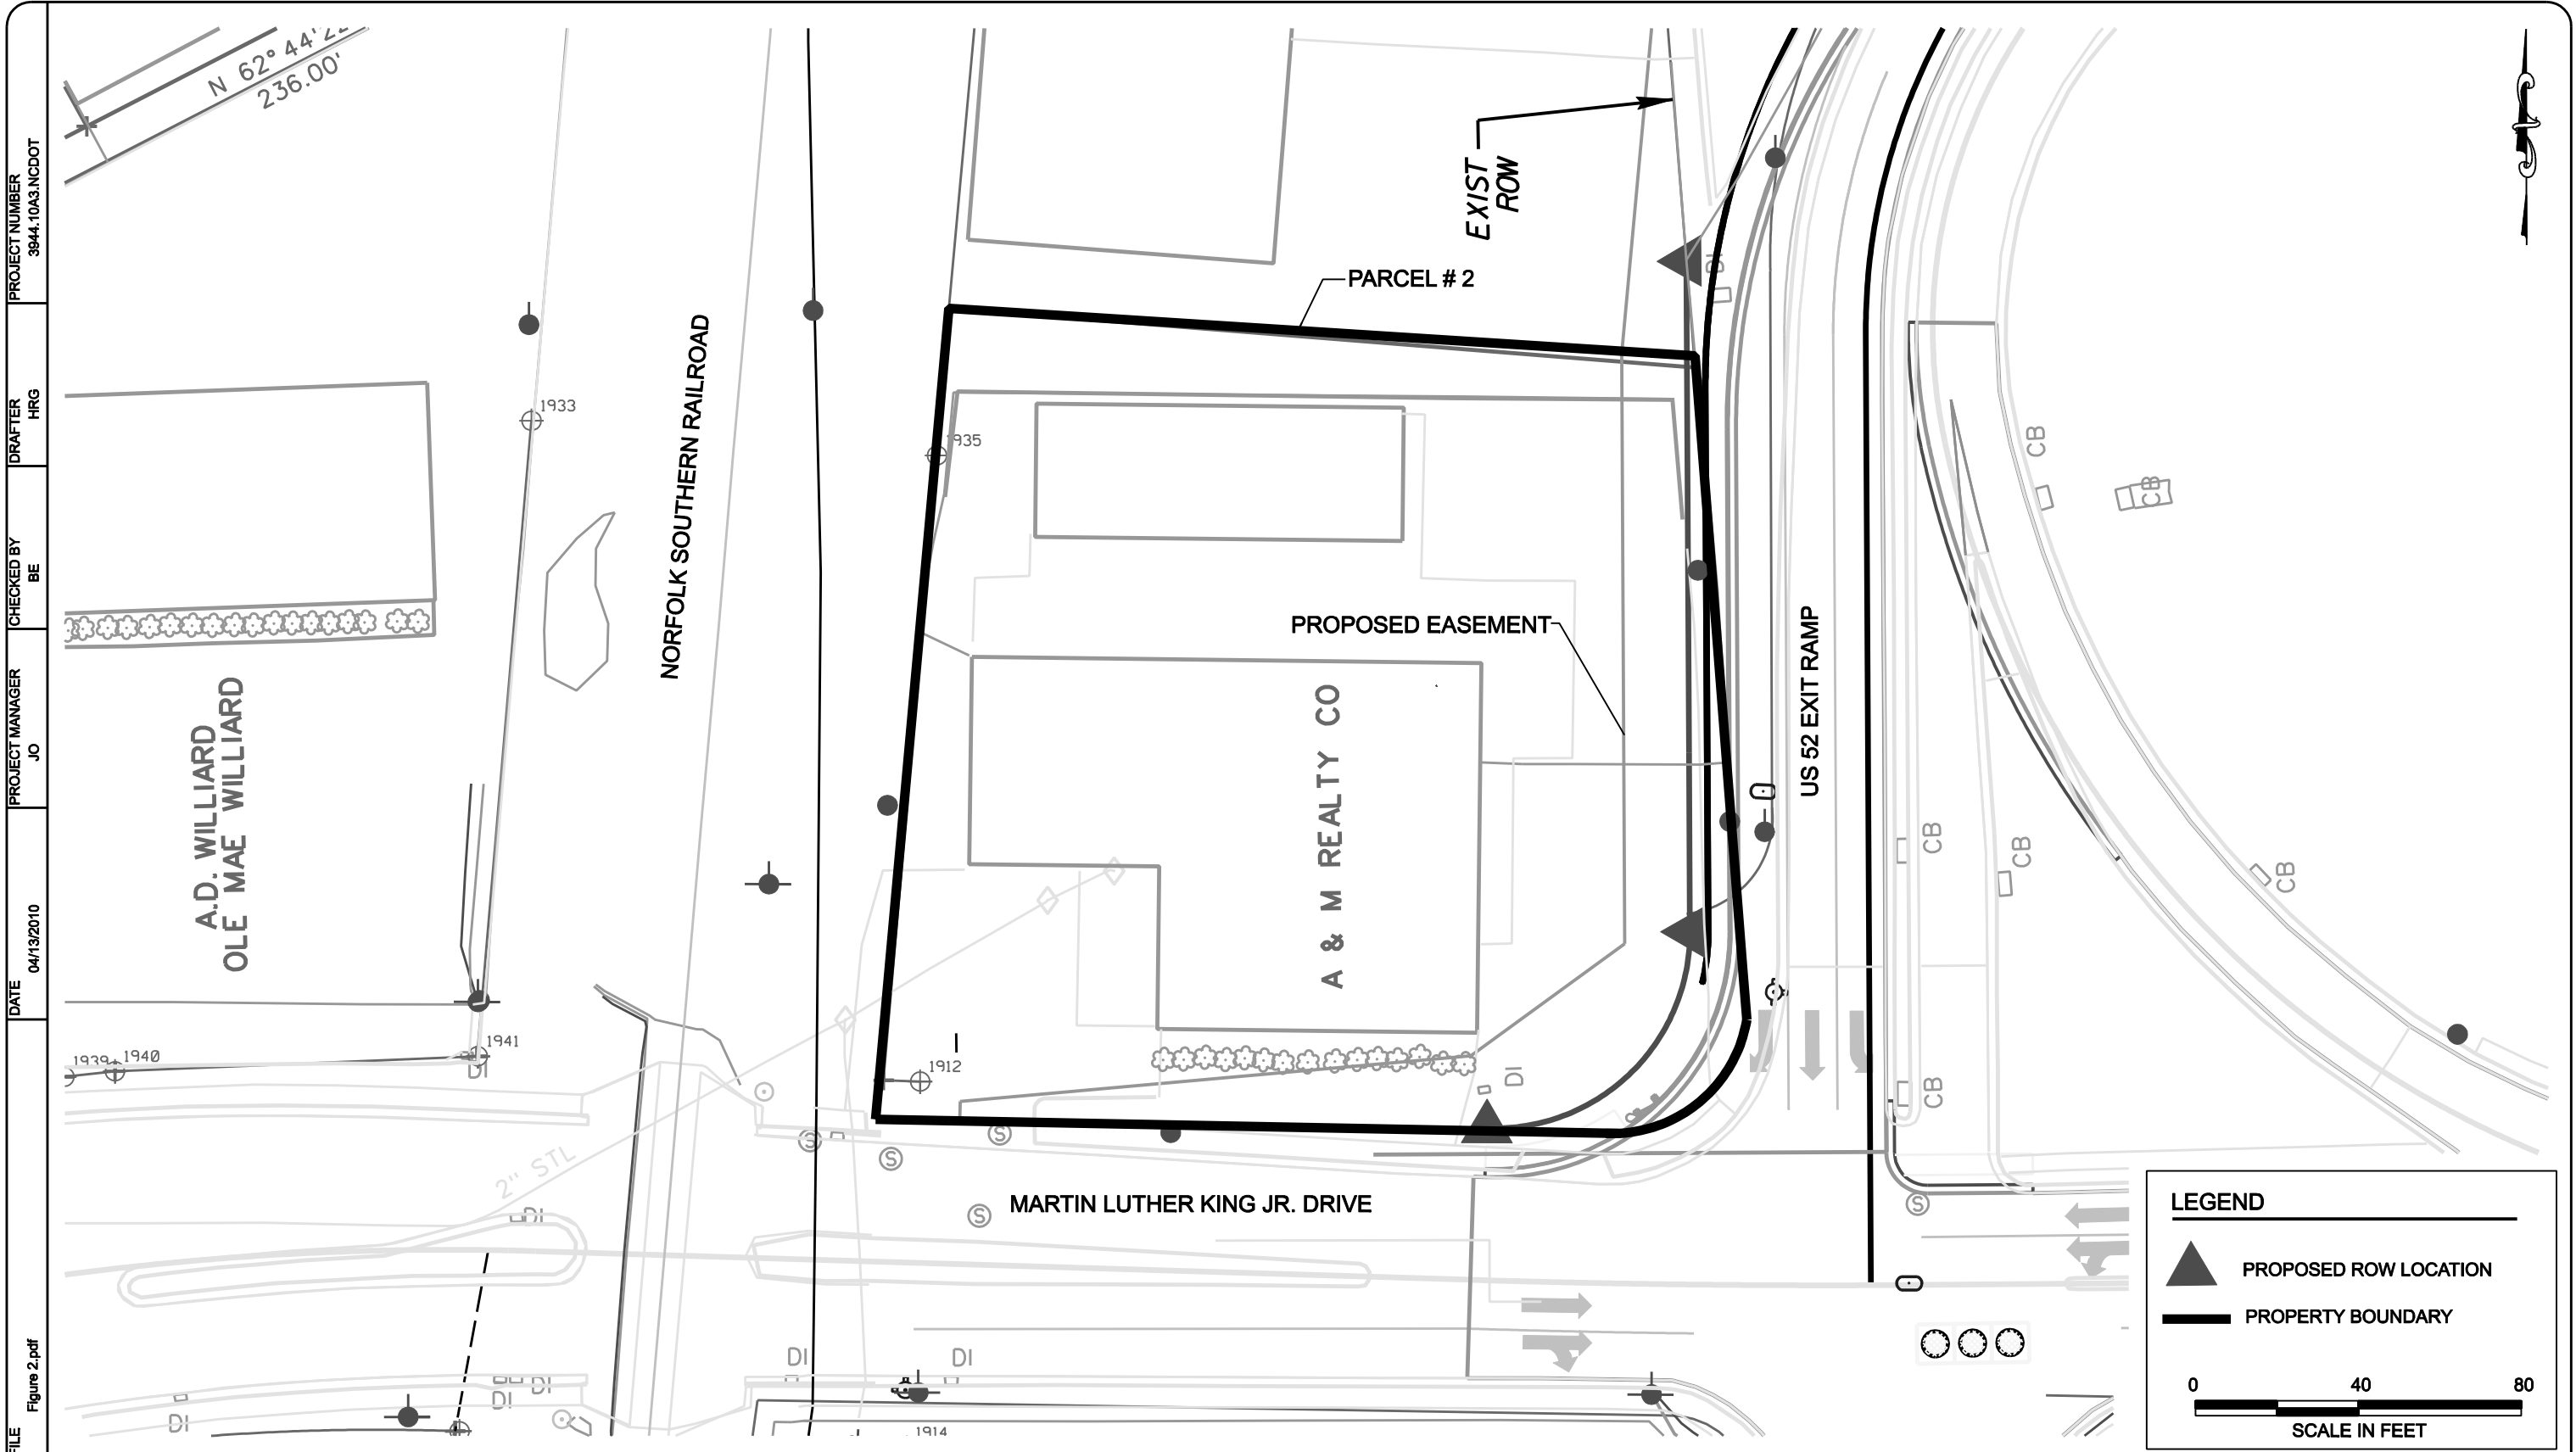 PROJECT NUMBER
3944.10A3.NCDOT
DRAFTER
HRG
CHECKED BY
BE
PROJECT MANAGER
JO
DATE
04/13/2010
FILE
Figure 2.pdf
N 62° 44'22
236.00'
EXIST
ROW
PARCEL # 2
DI
NORFOLK SOUTHERN RAILROAD
1933
1935
CB
CB
PROPOSED EASEMENT
US 52 EXIT RAMP
A.D. WILLIARD
OLE MAE WILLIARD
A & M REALTY CO
CB
CB
CB
1939
1940
1941
DI
1912
DI
CB
S
S
S
2" STL
MARTIN LUTHER KING JR. DRIVE
S
S
DI
DI
DI
DI
DI
DI
1914
LEGEND
PROPOSED ROW LOCATION
PROPERTY BOUNDARY
0 40 80
SCALE IN FEET